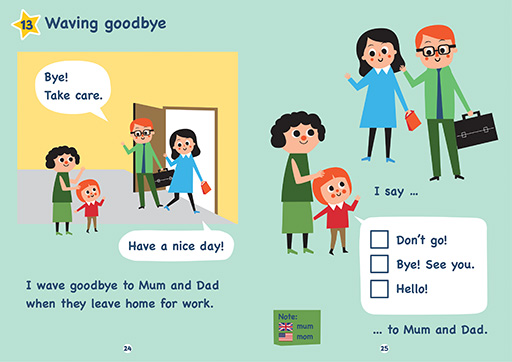 13 Waving goodbye
Bye!
Take care.
Have a nice day!
I wave goodbye to Mum and Dad
when they leave home for work.
24
I say ...
Don't go!
Bye! See you.
Hello!
... to Mum and Dad.
Note:
mum
mom
25